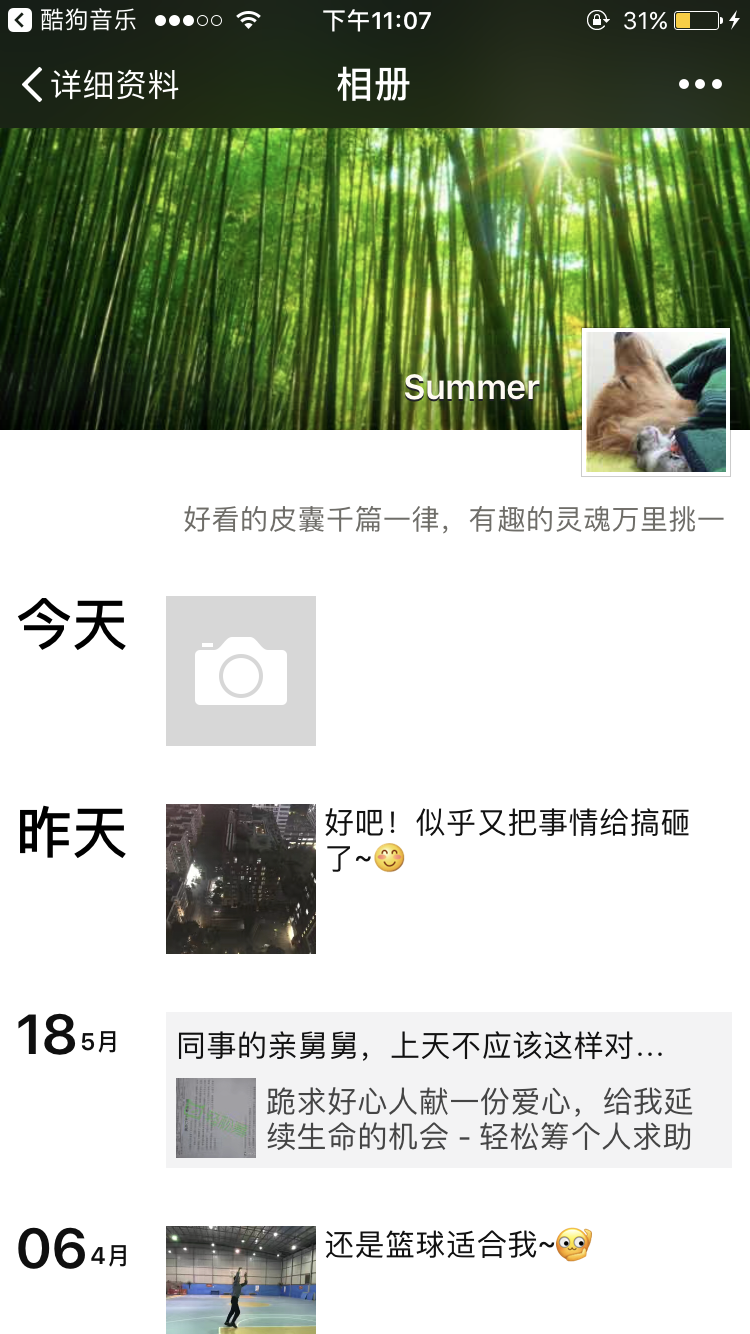 酷狗音乐 下午11:07 31%
详细资料 相册
Summer
好看的皮囊千篇一律，有趣的灵魂万里挑一
今天
昨天 好吧！似乎又把事情给搞砸
了~😊
18 5月 同事的亲舅舅，上天不应该这样对...
跪求好心人献一份爱心，给我延
续生命的机会 - 轻松筹个人求助
06 4月 还是篮球适合我~